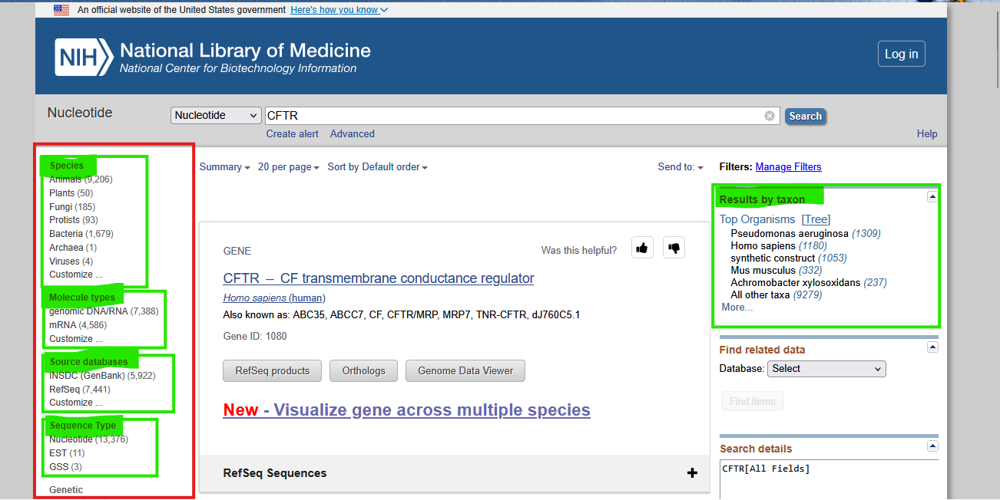 An official website of the United States government Here's how you know
NIH National Library of Medicine
National Center for Biotechnology Information
Log in
Nucleotide
Nucleotide CFTR Search
Create alert Advanced Help
Species
Animals (9,206)
Plants (50)
Fungi (185)
Protists (93)
Bacteria (1,679)
Archaea (1)
Viruses (4)
Customize ...
Molecule types
genomic DNA/RNA (7,388)
mRNA (4,586)
Customize ...
Source databases
INSDC (GenBank) (5,922)
RefSeq (7,441)
Customize ...
Sequence Type
Nucleotide (13,376)
EST (11)
GSS (3)
Genetic
Summary 20 per page Sort by Default order Send to:
GENE
Was this helpful?
CFTR – CF transmembrane conductance regulator
Homo sapiens (human)
Also known as: ABC35, ABCC7, CF, CFTR/MRP, MRP7, TNR-CFTR, dJ760C5.1
Gene ID: 1080
RefSeq products Orthologs Genome Data Viewer
New - Visualize gene across multiple species
RefSeq Sequences +
Filters: Manage Filters
Results by taxon
Top Organisms [Tree]
Pseudomonas aeruginosa (1309)
Homo sapiens (1180)
synthetic construct (1053)
Mus musculus (332)
Achromobacter xylosoxidans (237)
All other taxa (9279)
More...
Find related data
Database: Select
Find items
Search details
CFTR[All Fields]